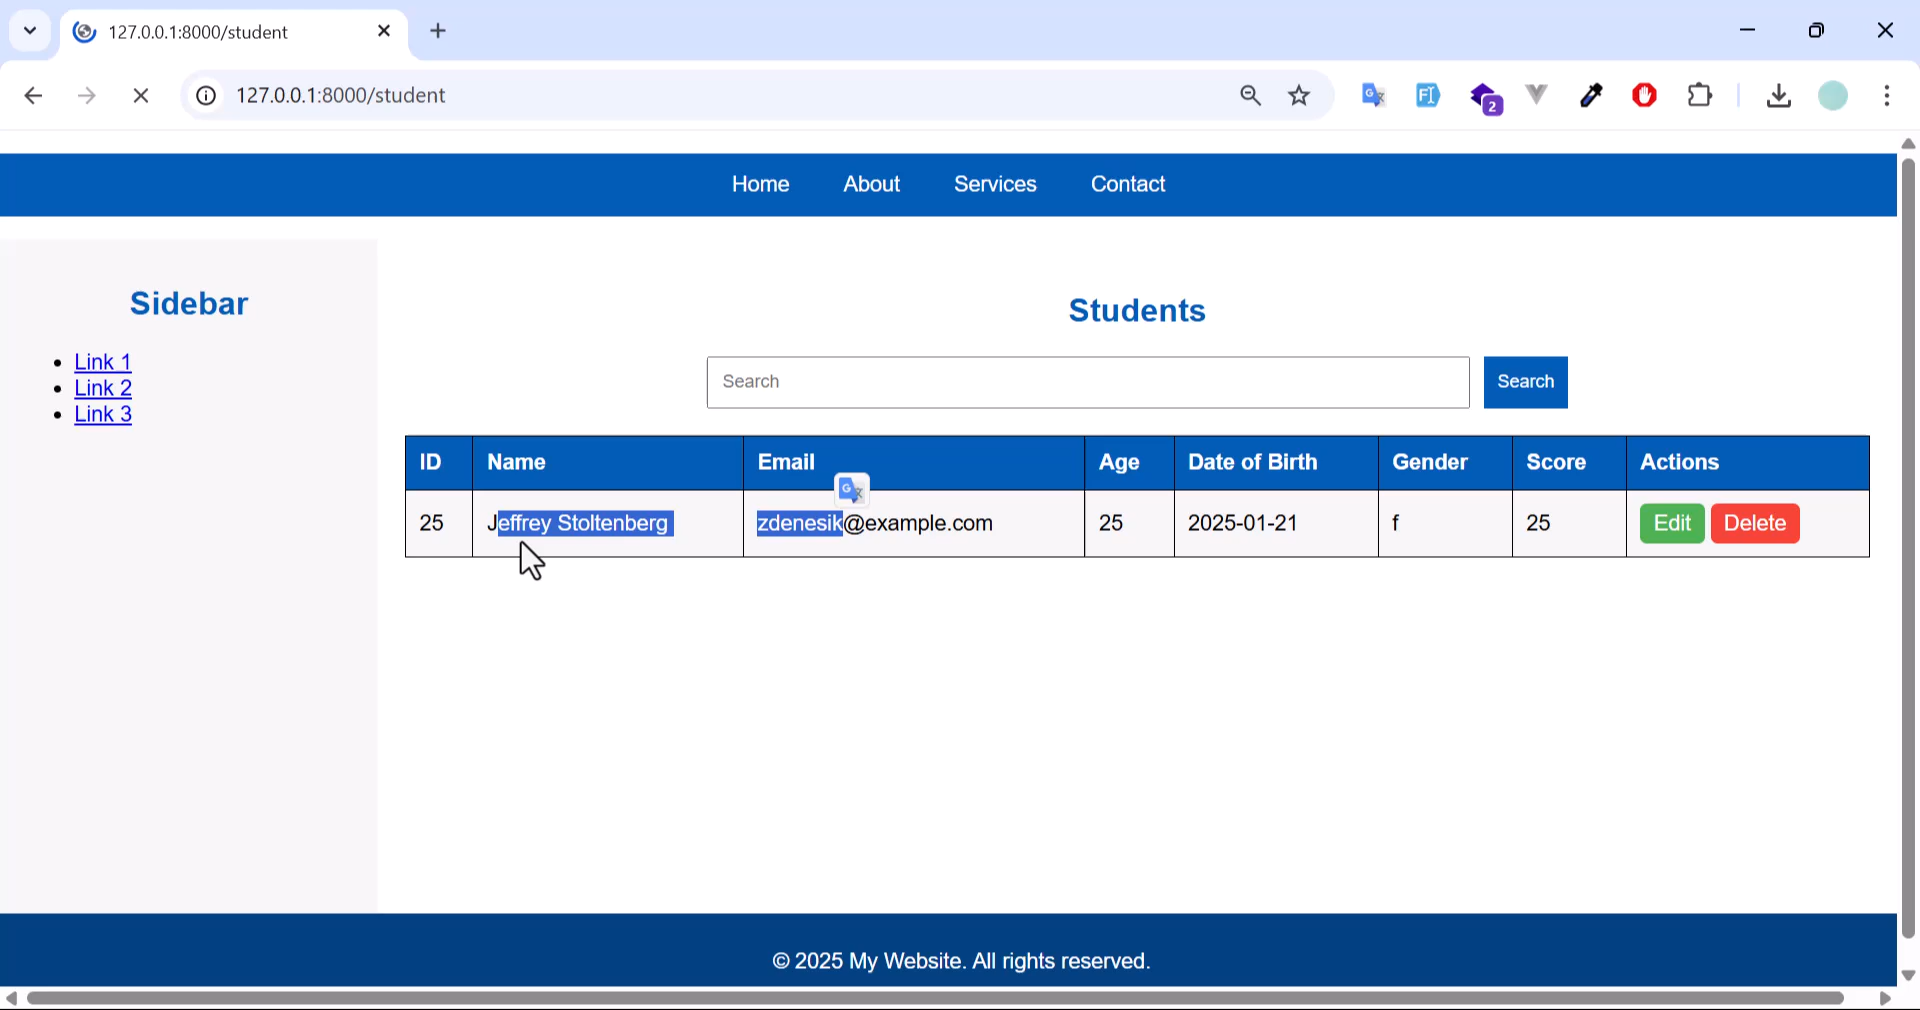 127.0.0.1:8000/student
127.0.0.1:8000/student
2
Home About Services Contact
Sidebar
Link 1
Link 2
Link 3
Students
Search Search
ID Name Email Age Date of Birth Gender Score Actions
25 Jeffrey Stoltenberg zdenesik@example.com 25 2025-01-21 f 25 Edit Delete
© 2025 My Website. All rights reserved.